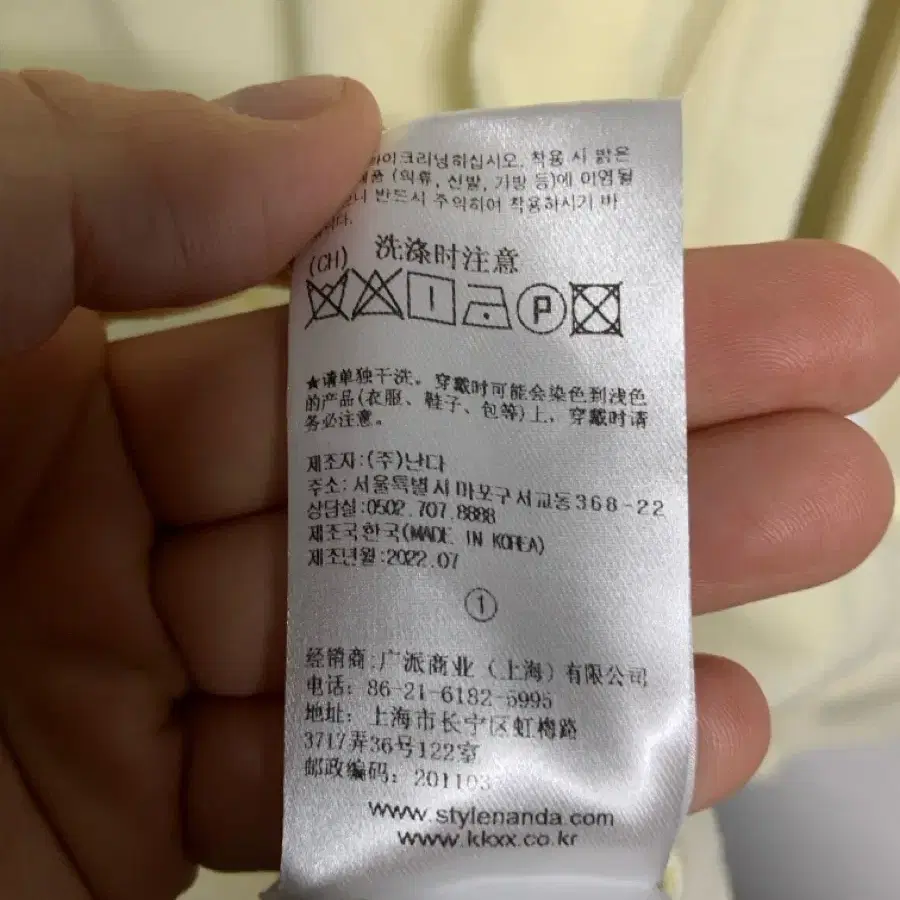 크리닝하십시오. 착용 시 밝은
제품 (의류, 신발, 가방 등)에 이염될
반드시 주의하여 착용하시기 바
(CH) 洗涤时注意
P
★请单独干洗。穿戴时可能会染色到浅色
的产品(衣服、鞋子、包等)上，穿戴时请
务必注意。
제조자:(주)난다
주소:서울특별시 마포구 서교동368-22
상담실:0502.707.8888
제조국한국(MADE IN KOREA)
제조년월:2022.07
①
经销商:广派商业（上海）有限公司
电话：86-21-6182-5995
地址：上海市长宁区虹梅路
3717弄36号122室
邮政编码：201103
www.stylenanda.com
www.kkxx.co.kr